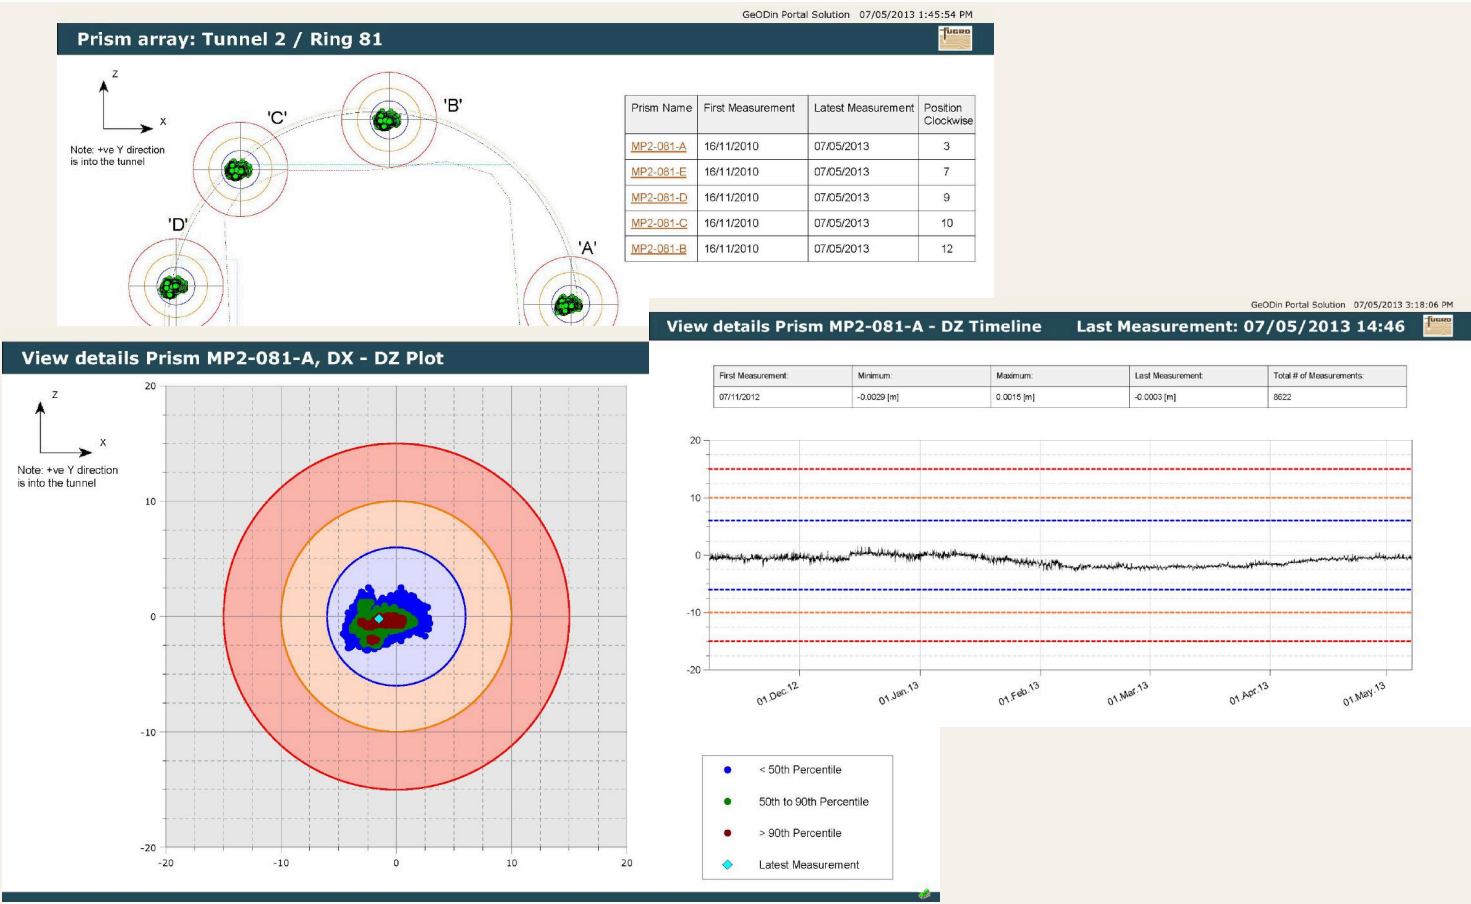 GeODin Portal Solution 07/05/2013 1:45:54 PM
Prism array: Tunnel 2 / Ring 81
fugro
Z
X
Note: +ve Y direction
is into the tunnel
'C'
'B'
'D'
'A'
Prism Name First Measurement Latest Measurement Position Clockwise
MP2-081-A 16/11/2010 07/05/2013 3
MP2-081-E 16/11/2010 07/05/2013 7
MP2-081-D 16/11/2010 07/05/2013 9
MP2-081-C 16/11/2010 07/05/2013 10
MP2-081-B 16/11/2010 07/05/2013 12
GeODin Portal Solution 07/05/2013 3:18:06 PM
View details Prism MP2-081-A - DZ Timeline Last Measurement: 07/05/2013 14:46
fugro
First Measurement: Minimum: Maximum: Last Measurement: Total # of Measurements:
07/11/2012 -0.0029 [m] 0.0015 [m] -0.0003 [m] 8622
20
10
0
-10
-20
01.Dec.12 01.Jan.13 01.Feb.13 01.Mar.13 01.Apr.13 01.May.13
View details Prism MP2-081-A, DX - DZ Plot
Z
X
Note: +ve Y direction
is into the tunnel
20
10
0
-10
-20
-20 -10 0 10 20
< 50th Percentile
50th to 90th Percentile
> 90th Percentile
Latest Measurement